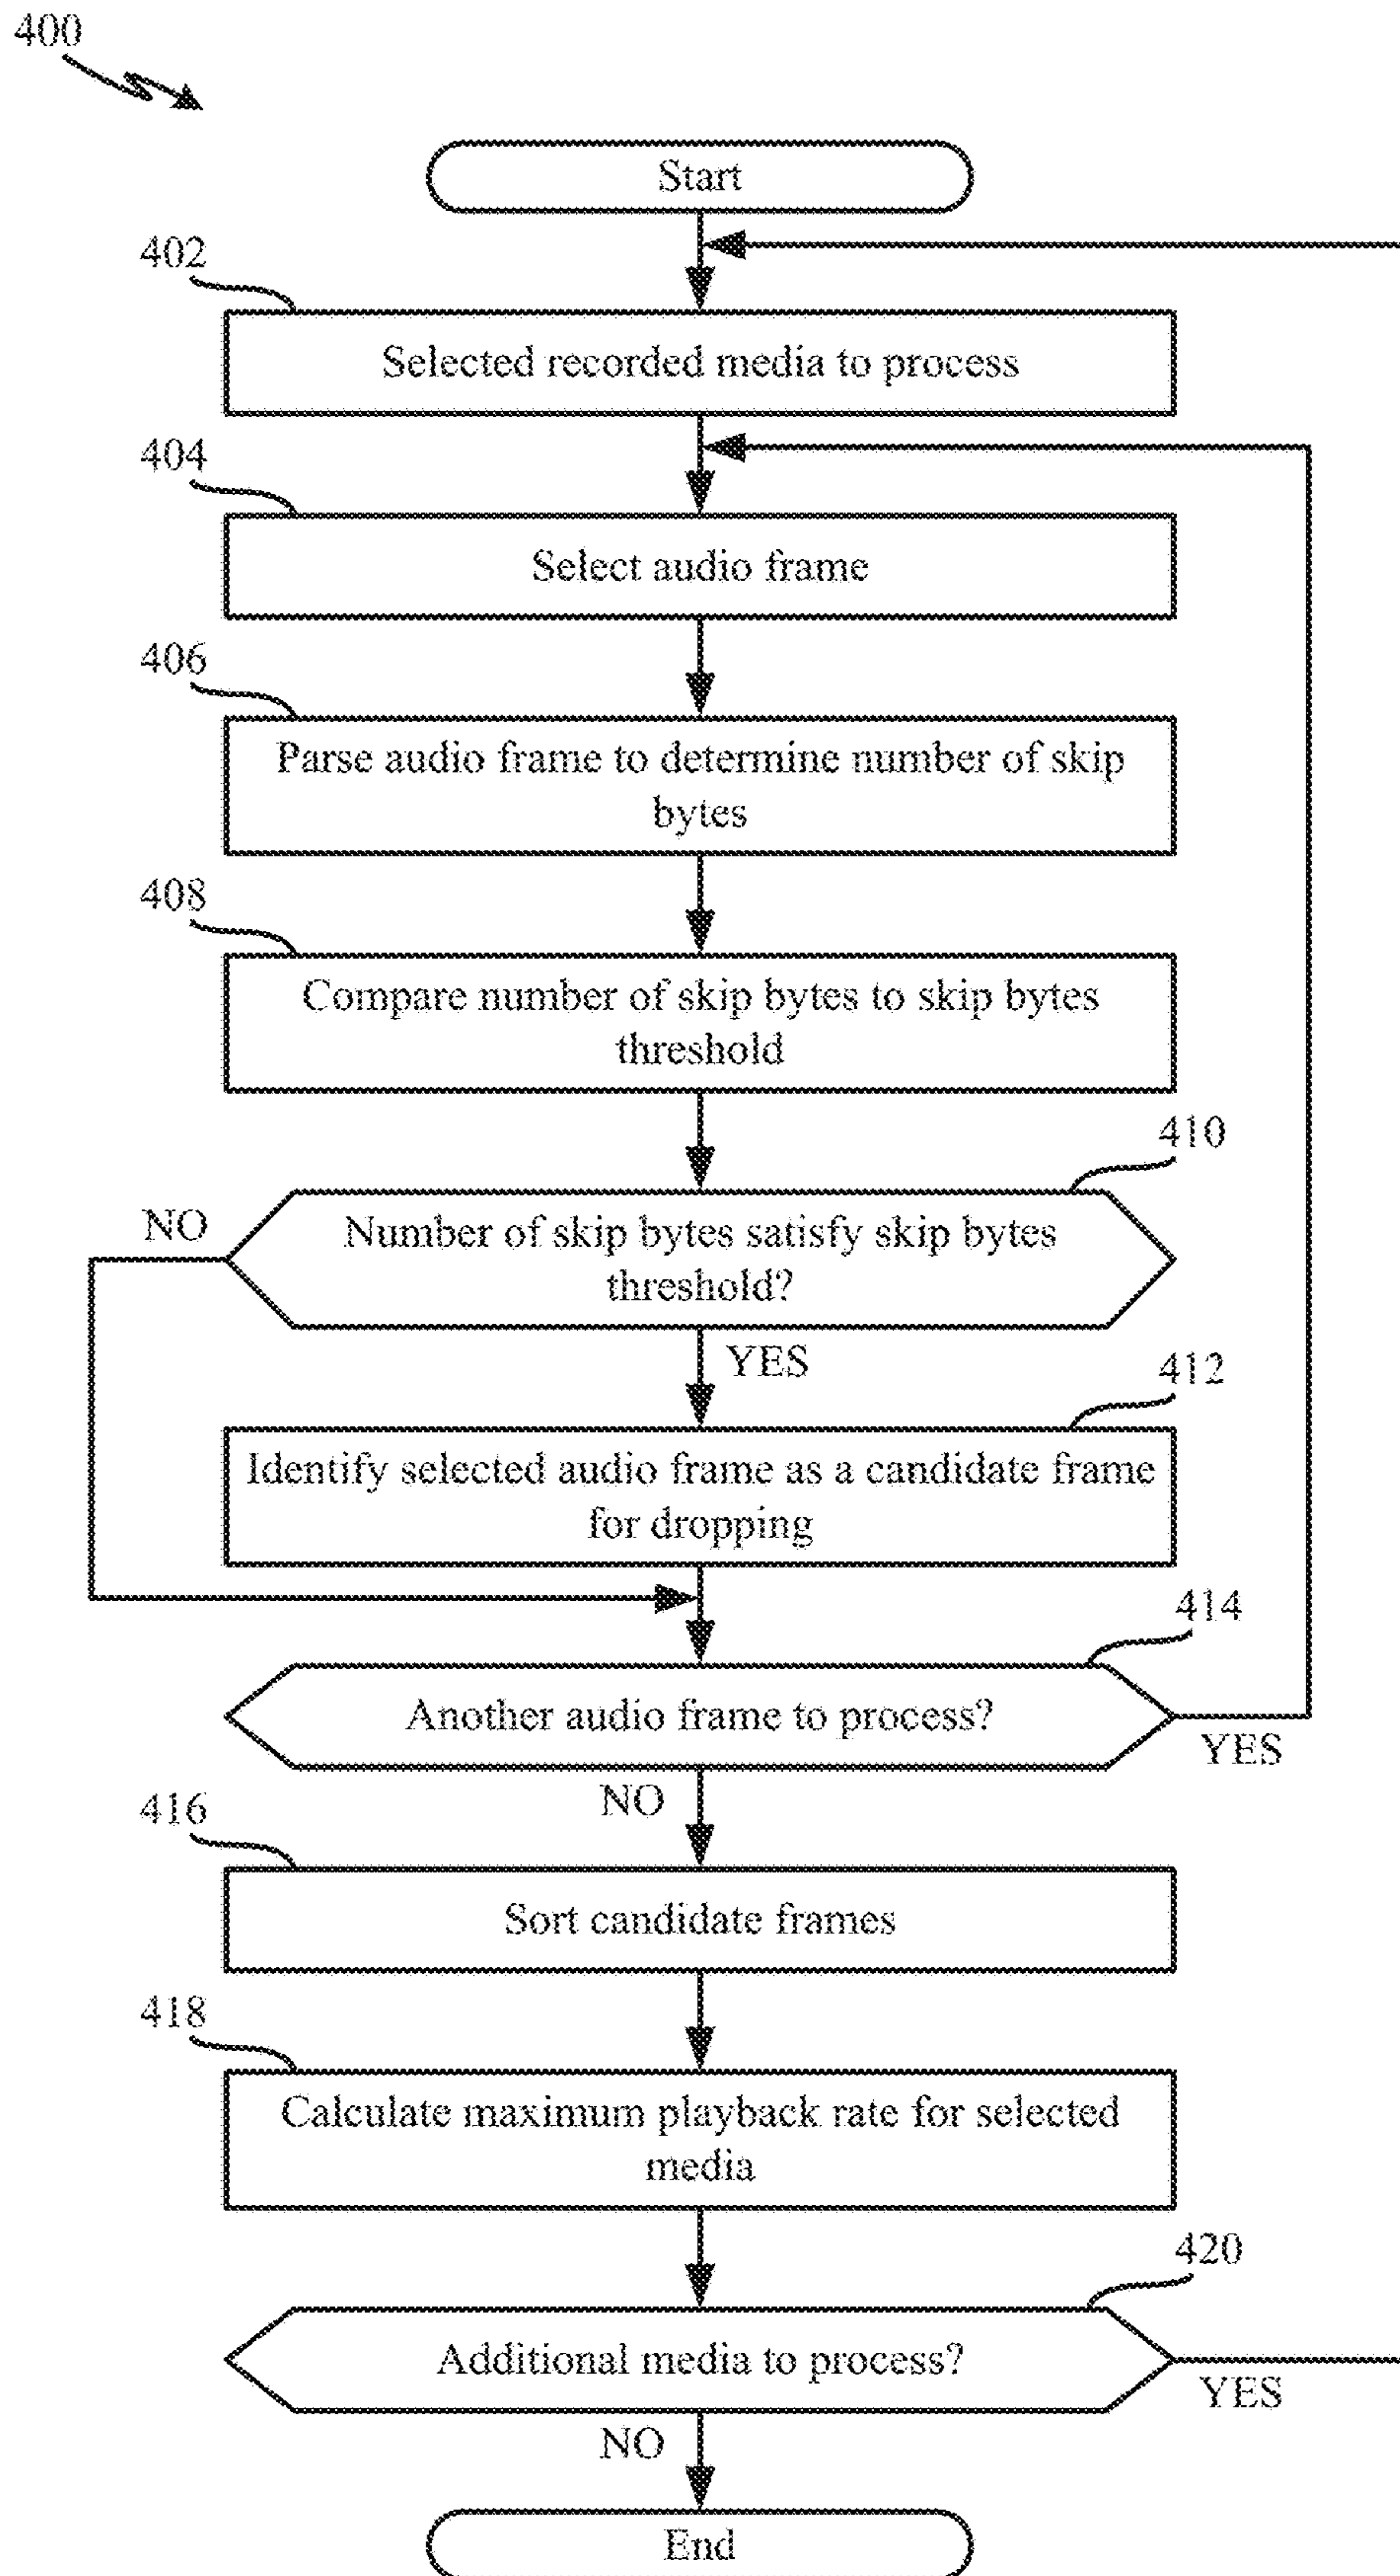 400
Start
402
Selected recorded media to process
404
Select audio frame
406
Parse audio frame to determine number of skip
bytes
408
Compare number of skip bytes to skip bytes
threshold
410
NO
Number of skip bytes satisfy skip bytes
threshold?
YES
412
Identify selected audio frame as a candidate frame
for dropping
414
Another audio frame to process?
YES
NO
416
Sort candidate frames
418
Calculate maximum playback rate for selected
media
420
Additional media to process?
YES
NO
End